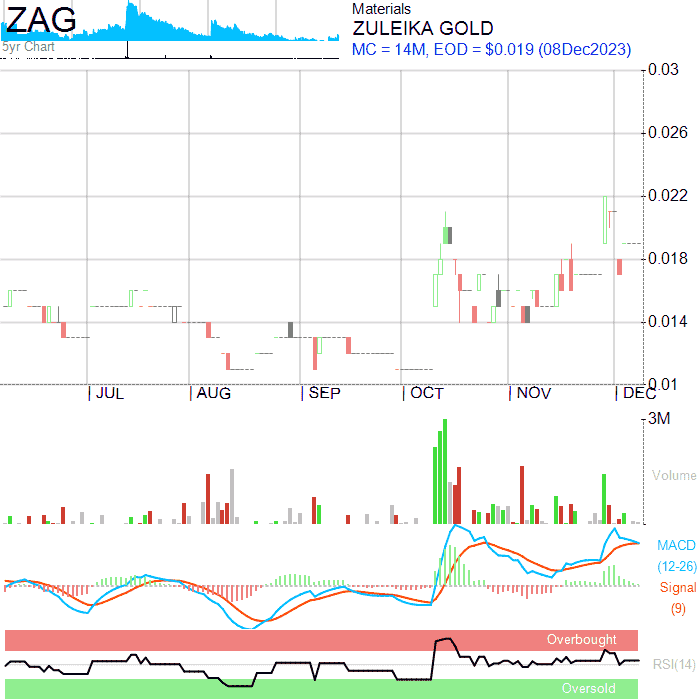 ZAG
5yr Chart
Materials
ZULEIKA GOLD
MC = 14M, EOD = $0.019 (08Dec2023)
0.03
0.026
0.022
0.018
0.014
0.01
JUL AUG SEP OCT NOV DEC
3M
Volume
MACD
(12-26)
Signal
(9)
Overbought
RSI(14)
Oversold